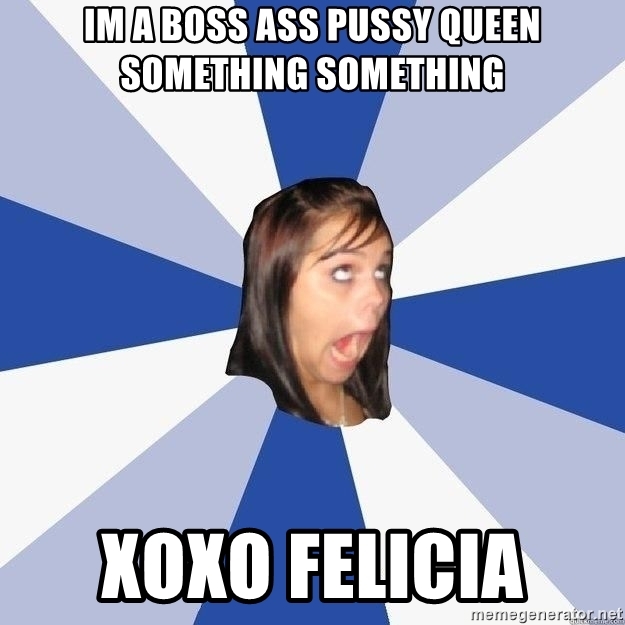 IM A BOSS ASS PUSSY QUEEN
SOMETHING SOMETHING
XOXO FELICIA
memegenerator.net